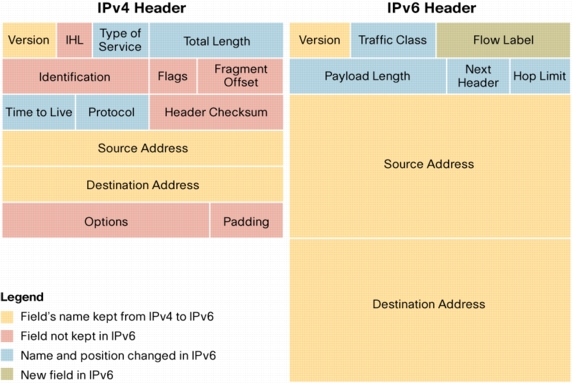 IPv4 Header
IPv6 Header
Version IHL Type of Service Total Length
Identification Flags Fragment Offset
Time to Live Protocol Header Checksum
Source Address
Destination Address
Options Padding
Version Traffic Class Flow Label
Payload Length Next Header Hop Limit
Source Address
Destination Address
Legend
Field's name kept from IPv4 to IPv6
Field not kept in IPv6
Name and position changed in IPv6
New field in IPv6